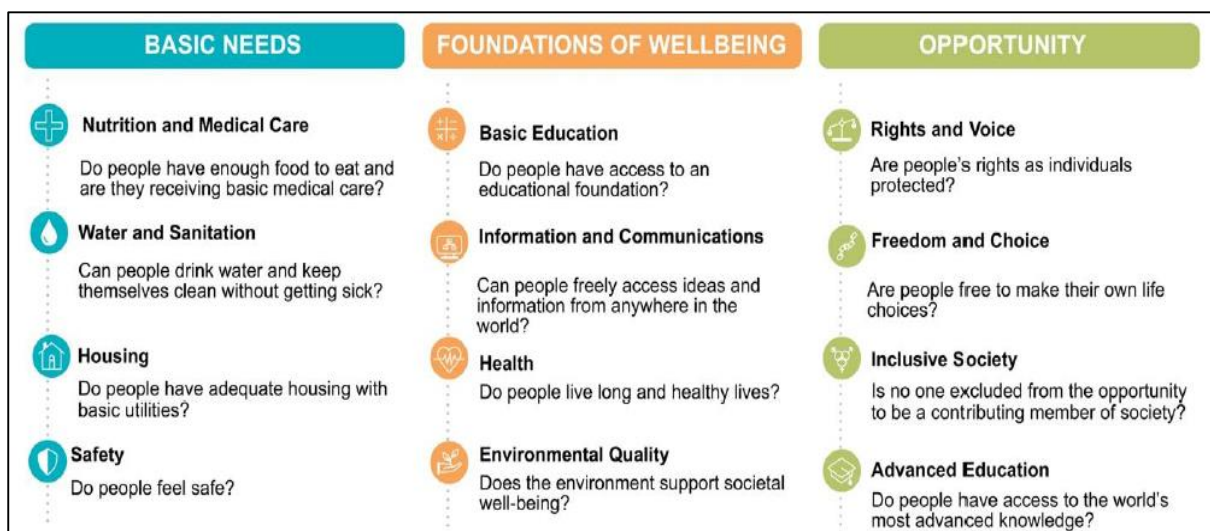 BASIC NEEDS
Nutrition and Medical Care
Do people have enough food to eat and
are they receiving basic medical care?
Water and Sanitation
Can people drink water and keep
themselves clean without getting sick?
Housing
Do people have adequate housing with
basic utilities?
Safety
Do people feel safe?
FOUNDATIONS OF WELLBEING
Basic Education
Do people have access to an
educational foundation?
Information and Communications
Can people freely access ideas and
information from anywhere in the
world?
Health
Do people live long and healthy lives?
Environmental Quality
Does the environment support societal
well-being?
OPPORTUNITY
Rights and Voice
Are people's rights as individuals
protected?
Freedom and Choice
Are people free to make their own life
choices?
Inclusive Society
Is no one excluded from the opportunity
to be a contributing member of society?
Advanced Education
Do people have access to the world's
most advanced knowledge?